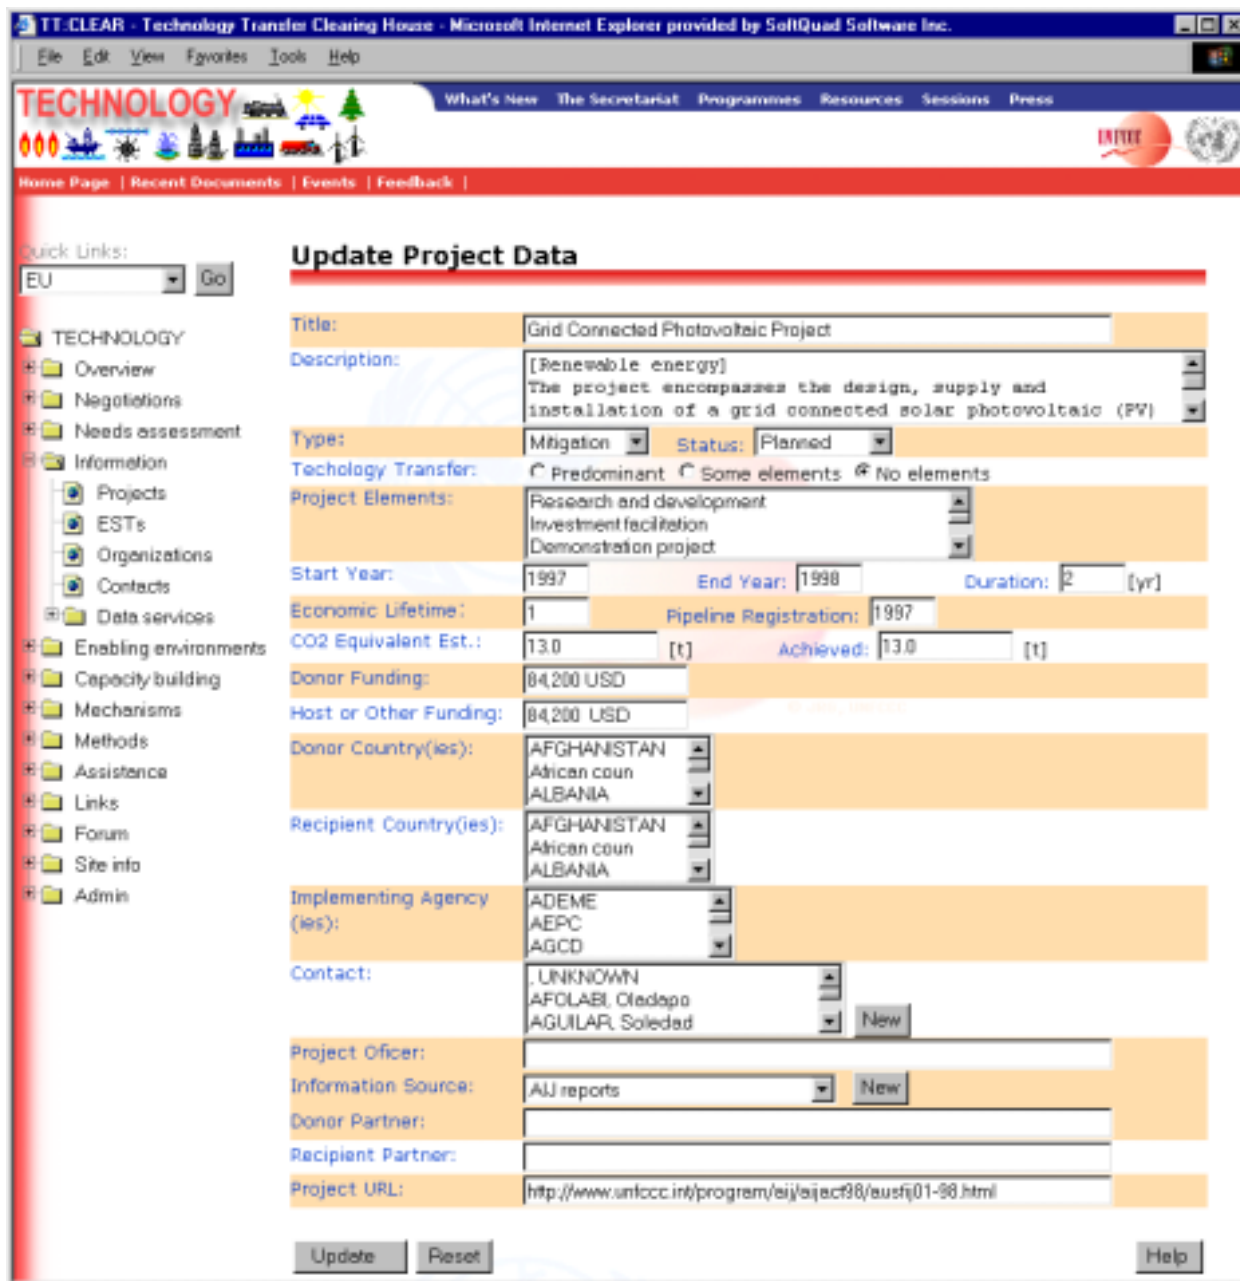 TT:CLEAR - Technology Transfer Clearing House - Microsoft Internet Explorer provided by SoftQuad Software Inc.
File Edit View Favorites Tools Help
TECHNOLOGY
What's New The Secretariat Programmes Resources Sessions Press
Home Page | Recent Documents | Events | Feedback |
Quick Links:
EU Go
TECHNOLOGY
Overview
Negotiations
Needs assessment
Information
Projects
ESTs
Organizations
Contacts
Data services
Enabling environments
Capacity building
Mechanisms
Methods
Assistance
Links
Forum
Site info
Admin
Update Project Data
Title: Grid Connected Photovoltaic Project
Description: [Renewable energy]
The project encompasses the design, supply and
installation of a grid connected solar photovoltaic (PV)
Type: Mitigation Status: Planned
Techology Transfer: Predominant Some elements No elements
Project Elements: Research and development
Investment facilitation
Demonstration project
Start Year: 1997 End Year: 1998 Duration: 2 [yr]
Economic Lifetime: 1 Pipeline Registration: 1997
CO2 Equivalent Est.: 13.0 [t] Achieved: 13.0 [t]
Donor Funding: 84,200 USD
Host or Other Funding: 84,200 USD
Donor Country(ies): AFGHANISTAN
African coun
ALBANIA
Recipient Country(ies): AFGHANISTAN
African coun
ALBANIA
Implementing Agency (ies): ADEME
AEPC
AGCD
Contact: , UNKNOWN
AFOLABI, Oladapo
AGUILAR, Soledad New
Project Oficer:
Information Source: AIJ reports New
Donor Partner:
Recipient Partner:
Project URL: http://www.unfccc.int/program/aij/aijact98/ausfij01-98.html
Update Reset Help